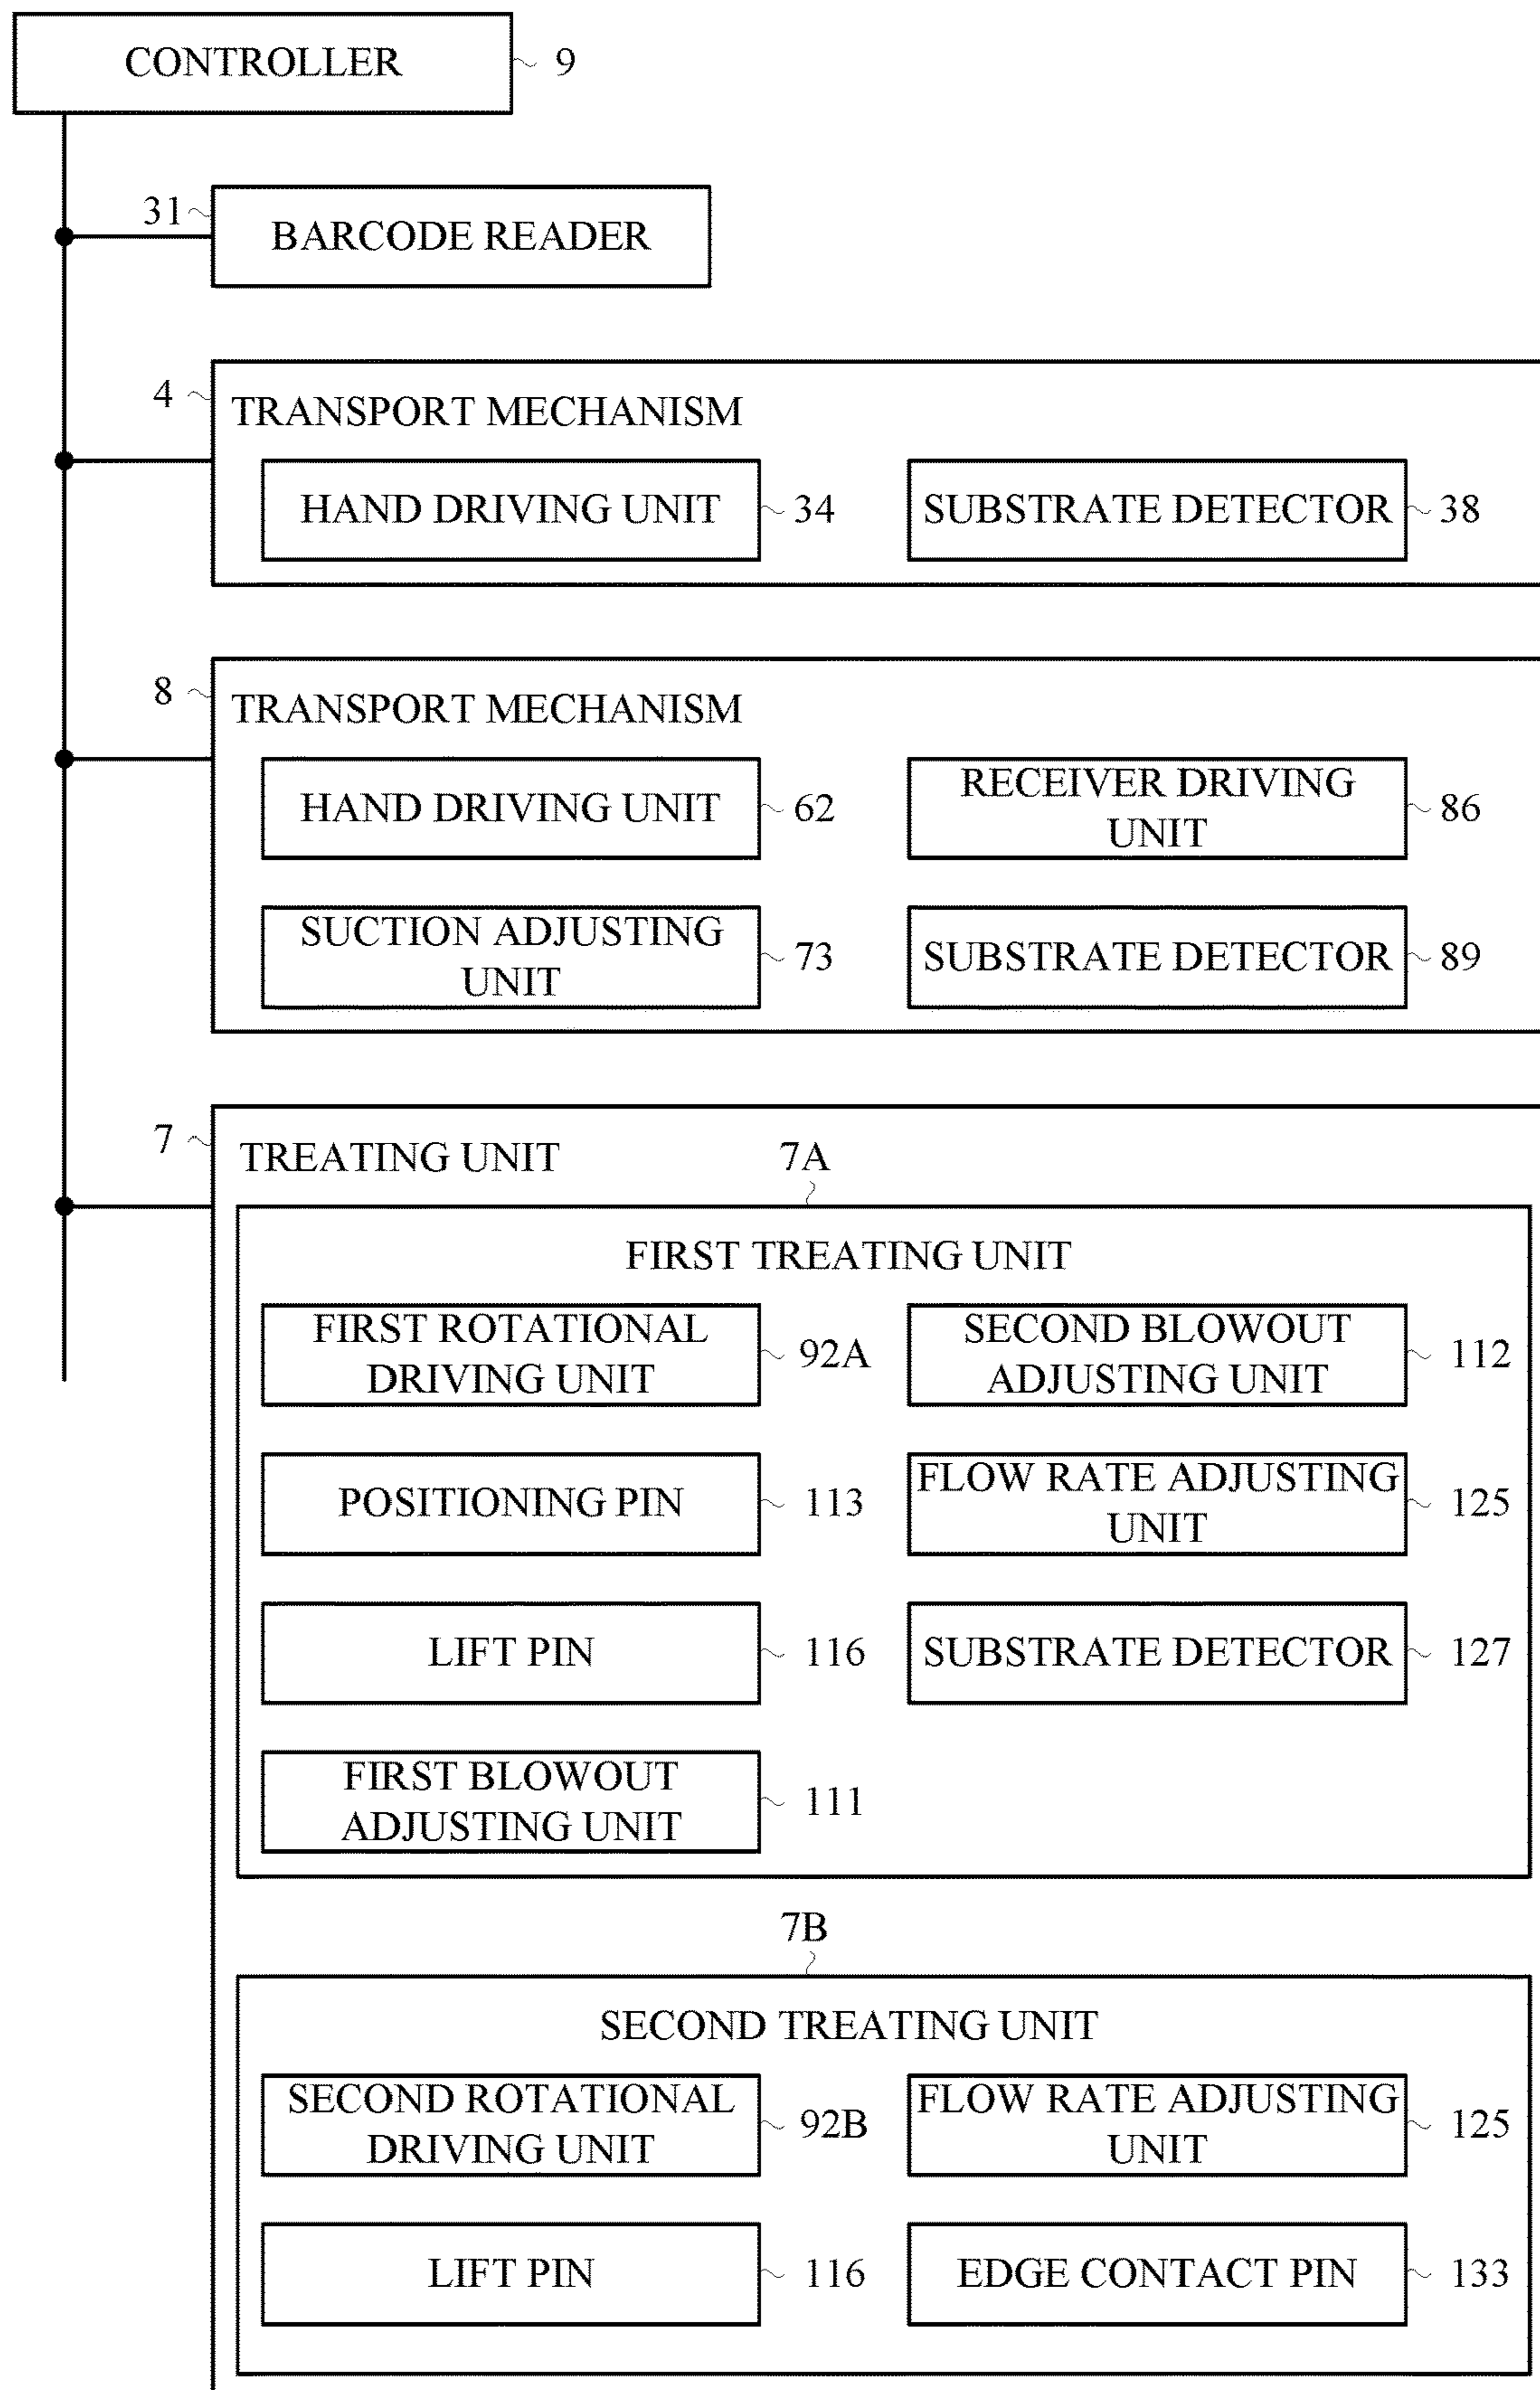 CONTROLLER
9
31
BARCODE READER
4
TRANSPORT MECHANISM
HAND DRIVING UNIT
34
SUBSTRATE DETECTOR
38
8
TRANSPORT MECHANISM
HAND DRIVING UNIT
62
RECEIVER DRIVING
UNIT
86
SUCTION ADJUSTING
UNIT
73
SUBSTRATE DETECTOR
89
7
TREATING UNIT
7A
FIRST TREATING UNIT
FIRST ROTATIONAL
DRIVING UNIT
92A
SECOND BLOWOUT
ADJUSTING UNIT
112
POSITIONING PIN
113
FLOW RATE ADJUSTING
UNIT
125
LIFT PIN
116
SUBSTRATE DETECTOR
127
FIRST BLOWOUT
ADJUSTING UNIT
111
7B
SECOND TREATING UNIT
SECOND ROTATIONAL
DRIVING UNIT
92B
FLOW RATE ADJUSTING
UNIT
125
LIFT PIN
116
EDGE CONTACT PIN
133